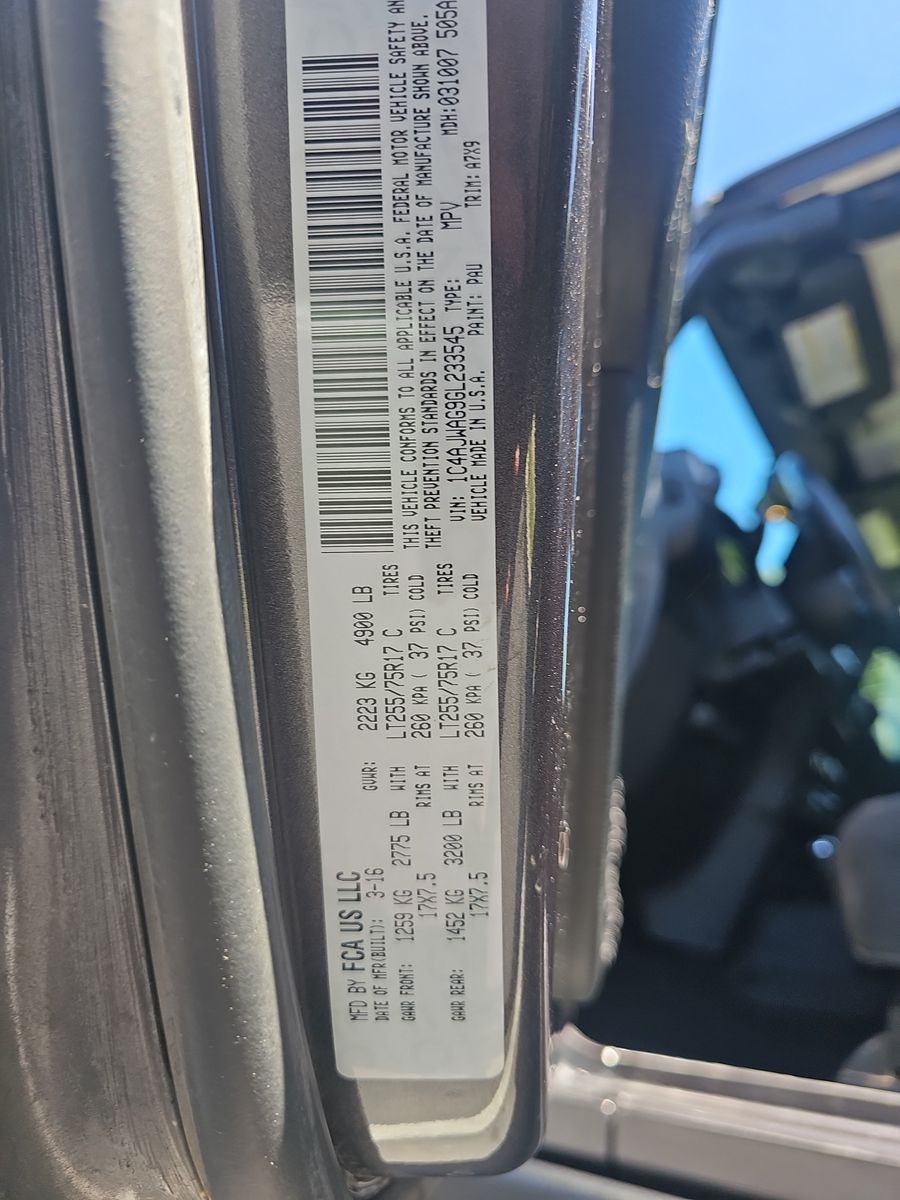 MFD BY FCA US LLC
DATE OF MFR(BUILT): 3-16 GVWR: 2223 KG 4900 LB
GAWR FRONT: 1259 KG 2775 LB WITH LT255/75R17 C TIRES
17X7.5 RIMS AT 260 KPA ( 37 PSI) COLD
GAWR REAR: 1452 KG 3200 LB WITH LT255/75R17 C TIRES
17X7.5 RIMS AT 260 KPA ( 37 PSI) COLD
THIS VEHICLE CONFORMS TO ALL APPLICABLE U.S.A. FEDERAL MOTOR VEHICLE SAFETY AN
THEFT PREVENTION STANDARDS IN EFFECT ON THE DATE OF MANUFACTURE SHOWN ABOVE.
VIN: 1C4AJWAG9GL233545 TYPE: MPV MDH:031007 505A
VEHICLE MADE IN U.S.A. PAINT: PAU TRIM: A7X9